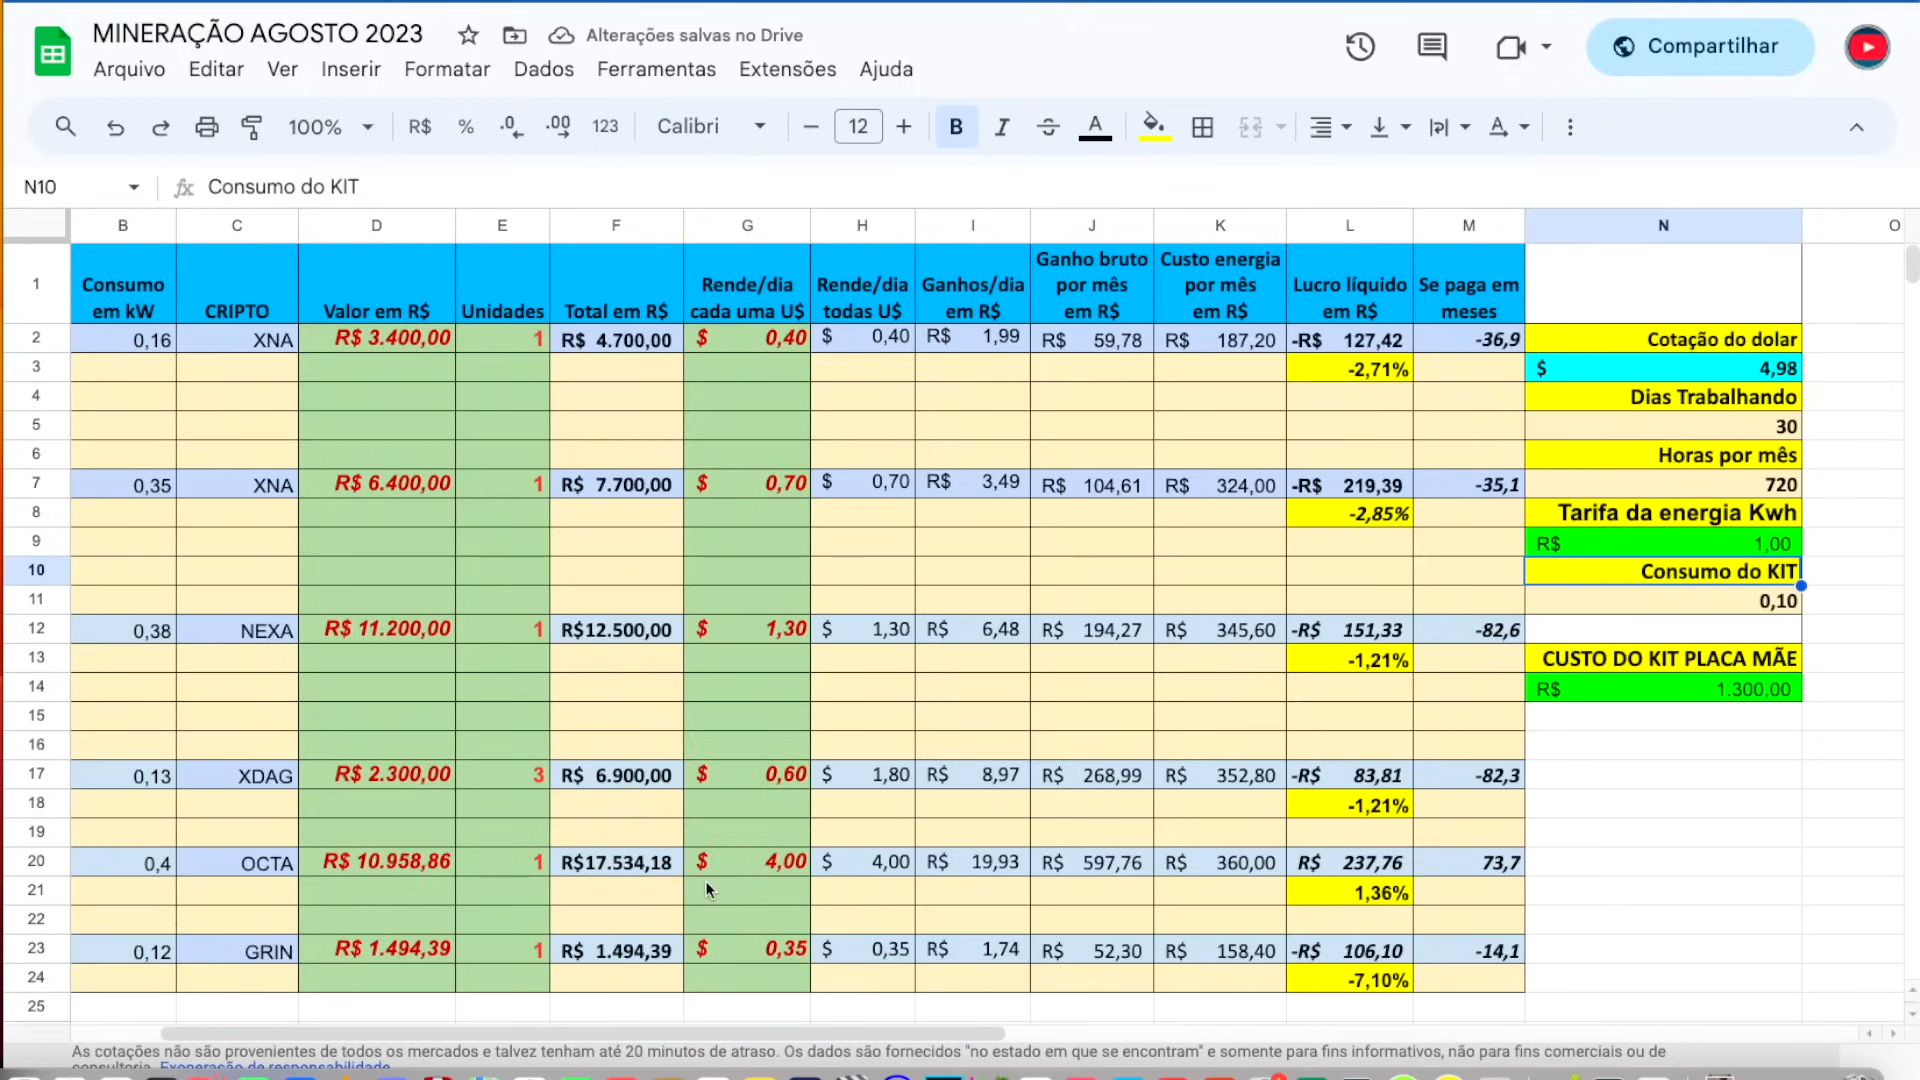 MINERAÇÃO AGOSTO 2023
Alterações salvas no Drive
Compartilhar
Arquivo Editar Ver Inserir Formatar Dados Ferramentas Extensões Ajuda
100% R$ % .0 .00 123 Calibri 12 B I A
N10 fx Consumo do KIT
B C D E F G H I J K L M N O
1 Consumo em kW CRIPTO Valor em R$ Unidades Total em R$ Rende/dia cada uma U$ Rende/dia todas U$ Ganhos/dia em R$ Ganho bruto por mês em R$ Custo energia por mês em R$ Lucro líquido em R$ Se paga em meses
2 0,16 XNA R$ 3.400,00 1 R$ 4.700,00 $ 0,40 $ 0,40 R$ 1,99 R$ 59,78 R$ 187,20 -R$ 127,42 -36,9 Cotação do dolar
3 -2,71% $ 4,98
4 Dias Trabalhando
5 30
6 Horas por mês
7 0,35 XNA R$ 6.400,00 1 R$ 7.700,00 $ 0,70 $ 0,70 R$ 3,49 R$ 104,61 R$ 324,00 -R$ 219,39 -35,1 720
8 -2,85% Tarifa da energia Kwh
9 R$ 1,00
10 Consumo do KIT
11 0,10
12 0,38 NEXA R$ 11.200,00 1 R$12.500,00 $ 1,30 $ 1,30 R$ 6,48 R$ 194,27 R$ 345,60 -R$ 151,33 -82,6
13 -1,21% CUSTO DO KIT PLACA MÃE
14 R$ 1.300,00
15
16
17 0,13 XDAG R$ 2.300,00 3 R$ 6.900,00 $ 0,60 $ 1,80 R$ 8,97 R$ 268,99 R$ 352,80 -R$ 83,81 -82,3
18 -1,21%
19
20 0,4 OCTA R$ 10.958,86 1 R$17.534,18 $ 4,00 $ 4,00 R$ 19,93 R$ 597,76 R$ 360,00 R$ 237,76 73,7
21 1,36%
22
23 0,12 GRIN R$ 1.494,39 1 R$ 1.494,39 $ 0,35 $ 0,35 R$ 1,74 R$ 52,30 R$ 158,40 -R$ 106,10 -14,1
24 -7,10%
25
As cotações não são provenientes de todos os mercados e talvez tenham até 20 minutos de atraso. Os dados são fornecidos "no estado em que se encontram" e somente para fins informativos, não para fins comerciais ou de
consultoria. Exoneração de responsabilidade